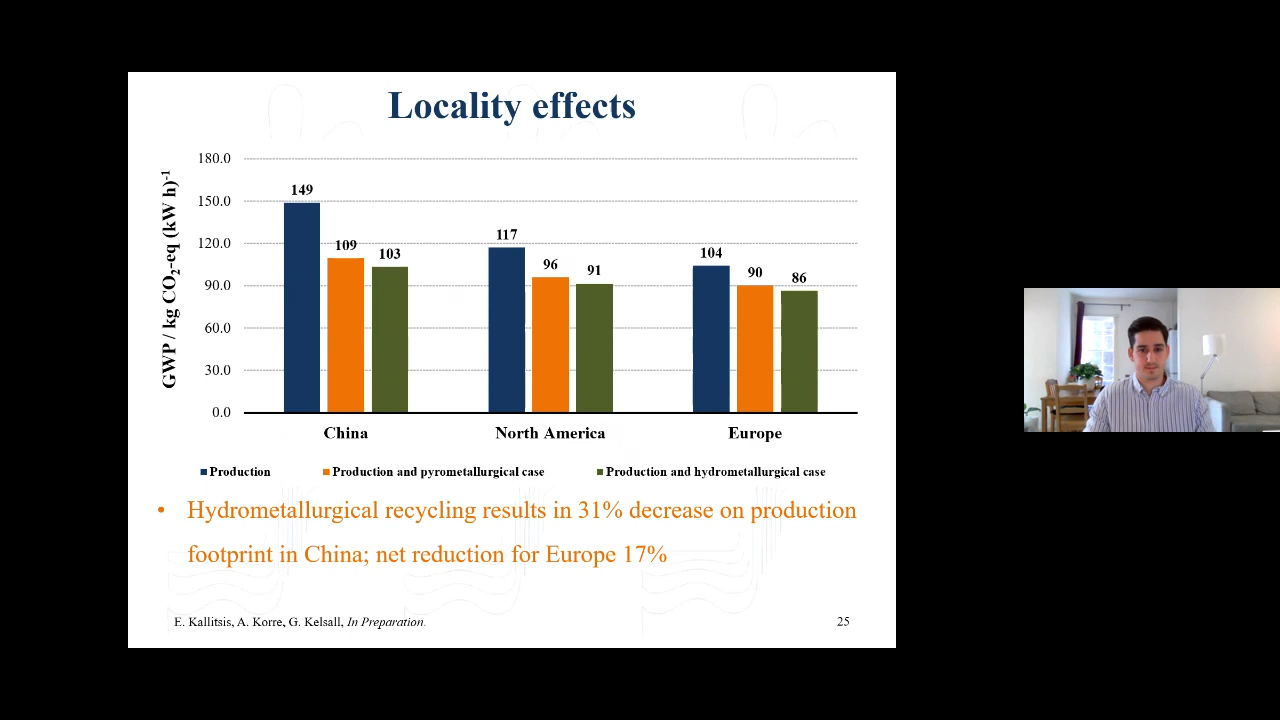 Locality effects
GWP / kg CO₂-eq (kW h)⁻¹
180.0
150.0
120.0
90.0
60.0
30.0
0.0
149
109
103
117
96
91
104
90
86
China
North America
Europe
Production
Production and pyrometallurgical case
Production and hydrometallurgical case
• Hydrometallurgical recycling results in 31% decrease on production
footprint in China; net reduction for Europe 17%
E. Kallitsis, A. Korre, G. Kelsall, In Preparation.
25